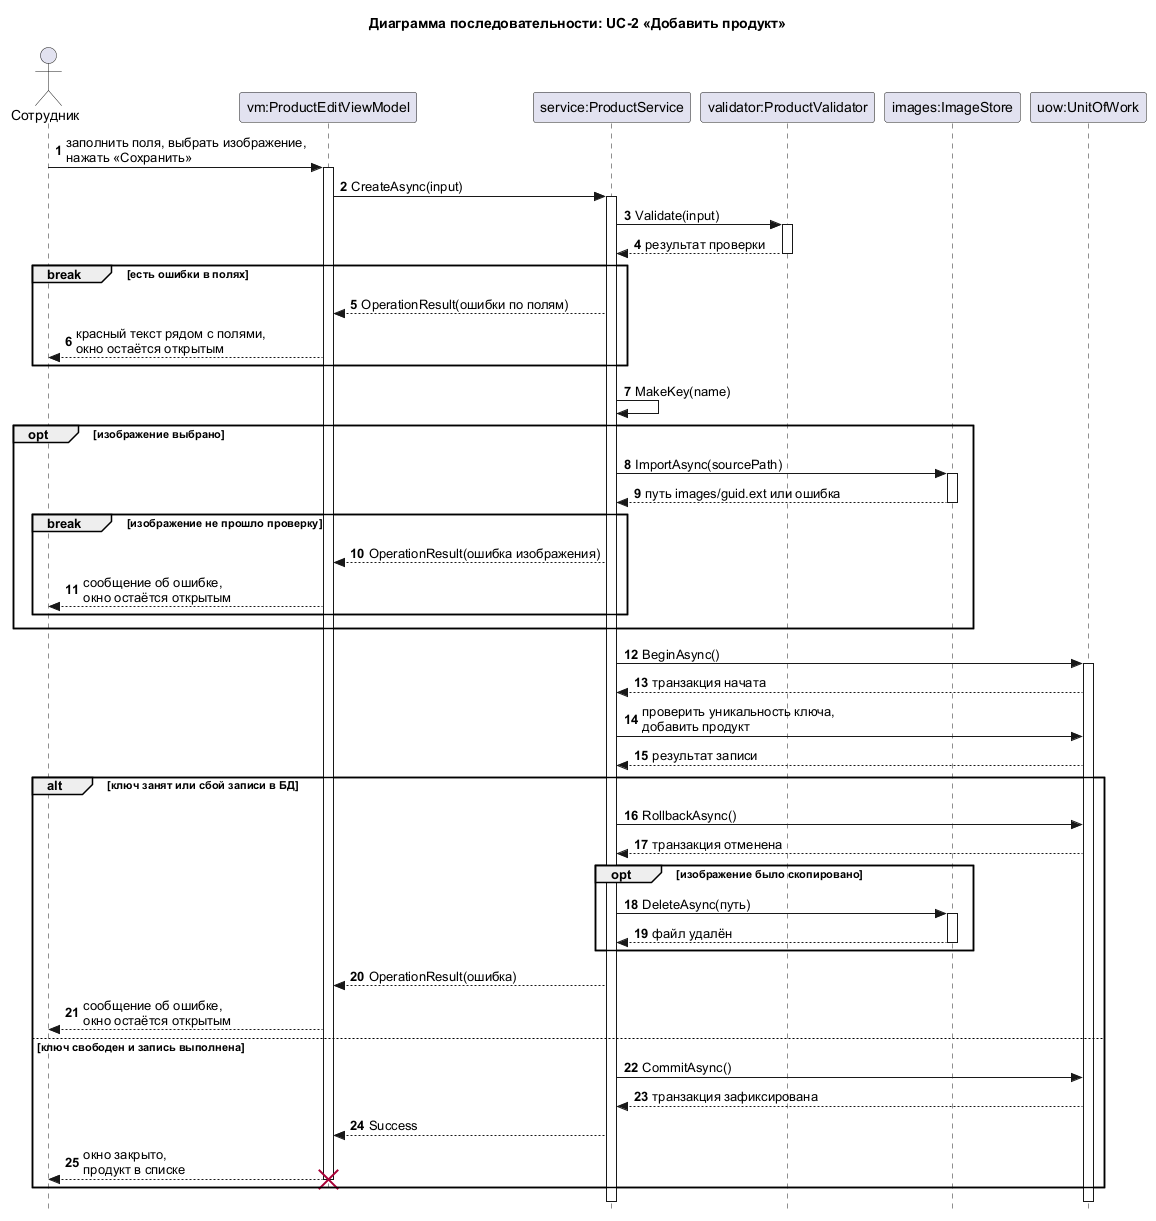 Диаграмма последовательности: UC-2 «Добавить продукт»
Сотрудник
vm:ProductEditViewModel
service:ProductService
validator:ProductValidator
images:ImageStore
uow:UnitOfWork
1 заполнить поля, выбрать изображение,
нажать «Сохранить»
2 CreateAsync(input)
3 Validate(input)
4 результат проверки
break [есть ошибки в полях]
5 OperationResult(ошибки по полям)
6 красный текст рядом с полями,
окно остаётся открытым
7 MakeKey(name)
opt [изображение выбрано]
8 ImportAsync(sourcePath)
9 путь images/guid.ext или ошибка
break [изображение не прошло проверку]
10 OperationResult(ошибка изображения)
11 сообщение об ошибке,
окно остаётся открытым
12 BeginAsync()
13 транзакция начата
14 проверить уникальность ключа,
добавить продукт
15 результат записи
alt [ключ занят или сбой записи в БД]
16 RollbackAsync()
17 транзакция отменена
opt [изображение было скопировано]
18 DeleteAsync(путь)
19 файл удалён
20 OperationResult(ошибка)
21 сообщение об ошибке,
окно остаётся открытым
[ключ свободен и запись выполнена]
22 CommitAsync()
23 транзакция зафиксирована
24 Success
25 окно закрыто,
продукт в списке